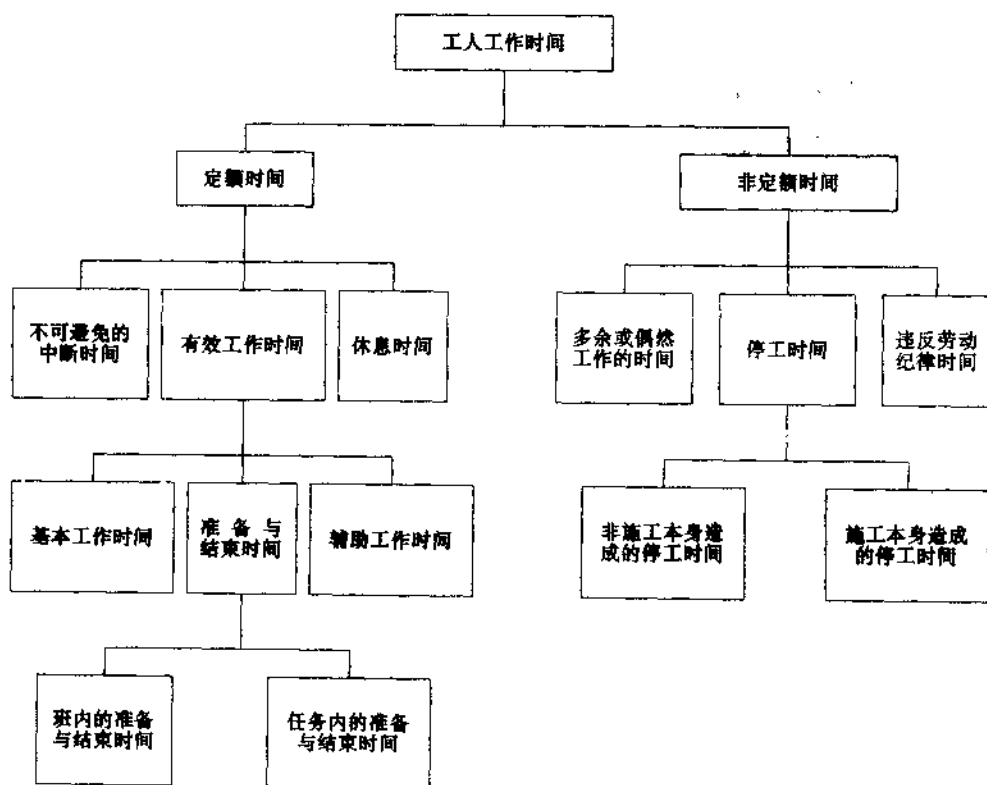 工人工作时间
定额时间
非定额时间
不可避免的
中断时间
有效工作时间
休息时间
多余或偶然
工作的时间
停工时间
违反劳动
纪律时间
基本工作时间
准备与
结束时间
辅助工作时间
非施工本身造
成的停工时间
施工本身造成
的停工时间
班内的准备
与结束时间
任务内的准备
与结束时间